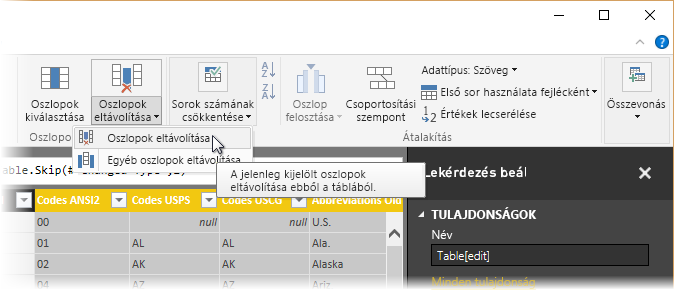 ?
Oszlopok
kiválasztása
Oszlopok
eltávolítása
Sorok számának
csökkentése
A
Z
Z
A
Oszlop
felosztása
Csoportosítási
szempont
Adattípus: Szöveg
Első sor használata fejlécként
1
2
Értékek lecserélése
Összevonás
Átalakítás
Oszlopok eltávolítása
Egyéb oszlopok eltávolítása
A jelenleg kijelölt oszlopok
eltávolítása ebből a táblából.
Lekérdezés beál
Codes ANSI2
Codes USPS
Codes USCG
Abbreviations Old
00
null
null
U.S.
01
AL
AL
Ala.
02
AK
AK
Alaska
04
AZ
AZ
Ariz
TULAJDONSÁGOK
Név
Table[edit]
Minden tulajdonság